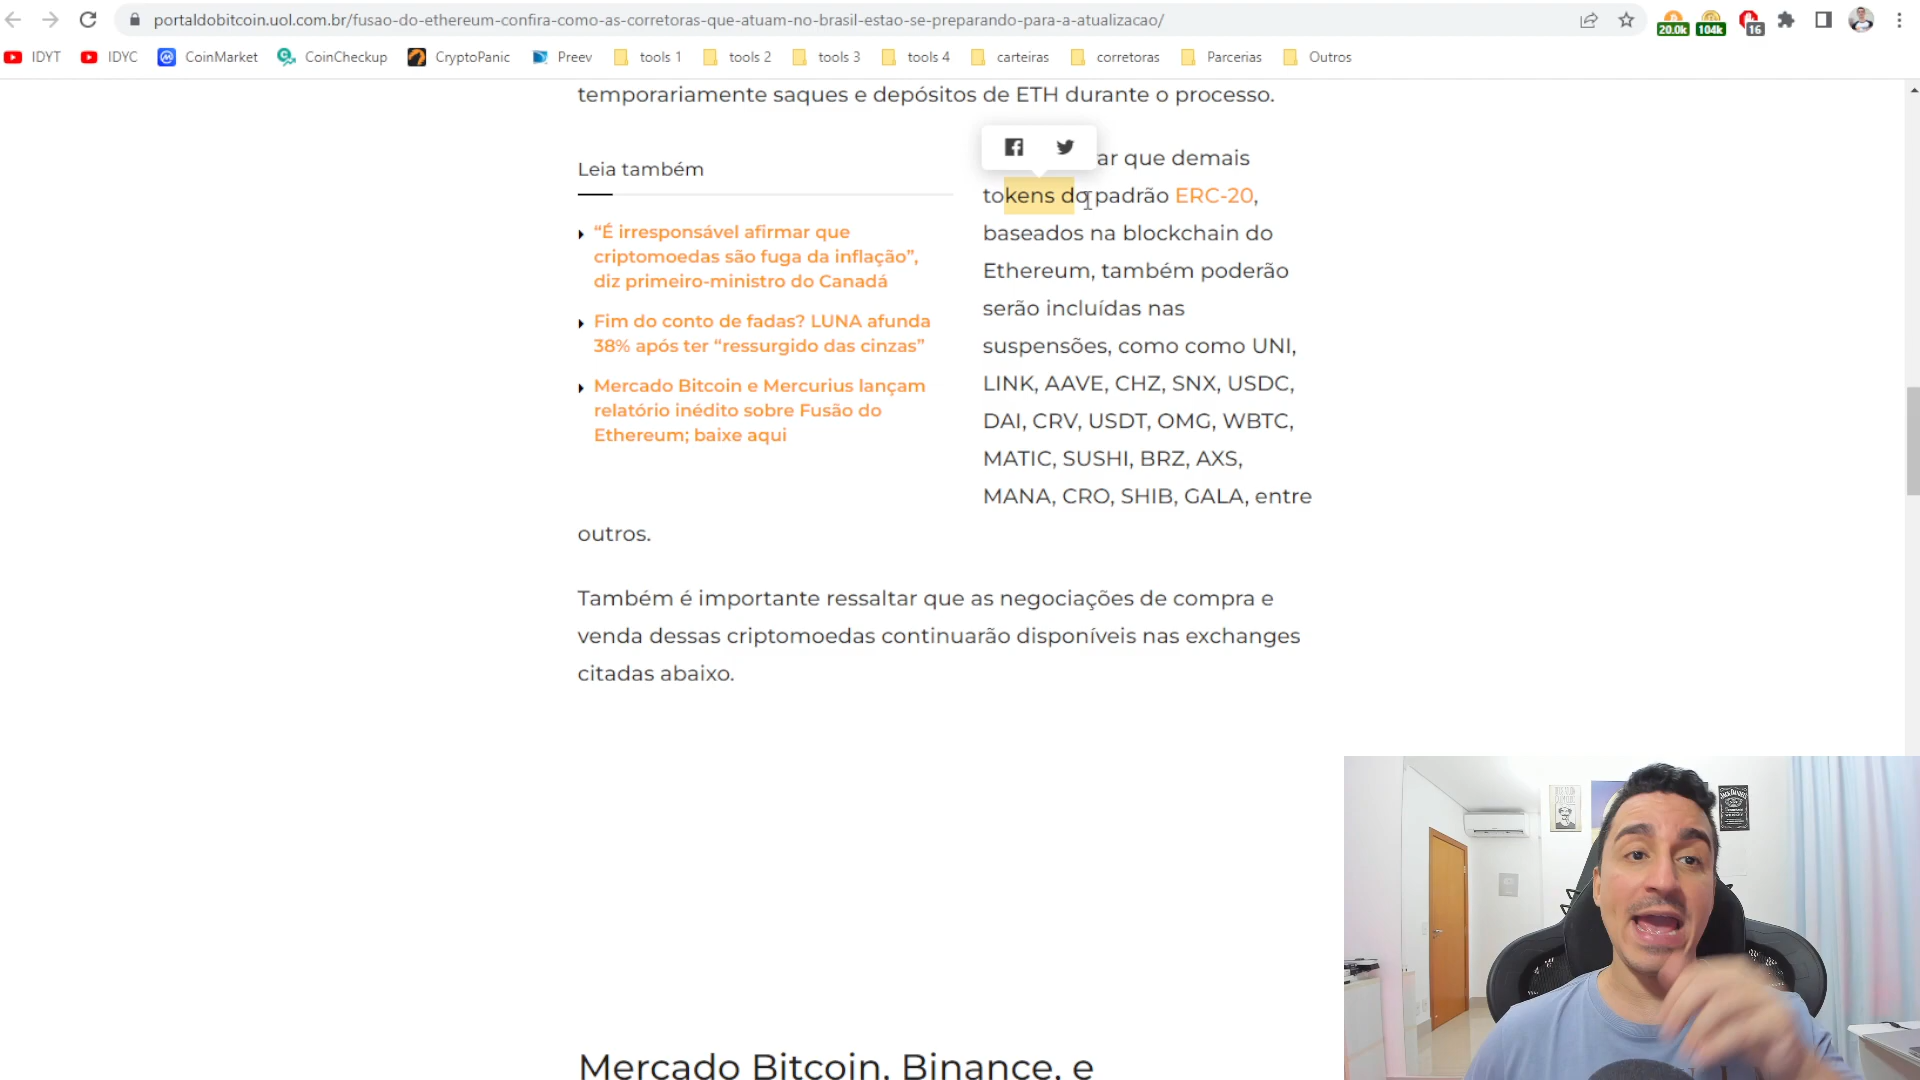 portaldobitcoin.uol.com.br/fusao-do-ethereum-confira-como-as-corretoras-que-atuam-no-brasil-estao-se-preparando-para-a-atualizacao/
20.0k 104k 16
IDYT IDYC CoinMarket CoinCheckup CryptoPanic Preev tools 1 tools 2 tools 3 tools 4 carteiras corretoras Parcerias Outros
temporariamente saques e depósitos de ETH durante o processo.
Leia também
“É irresponsável afirmar que
criptomoedas são fuga da inflação”,
diz primeiro-ministro do Canadá
Fim do conto de fadas? LUNA afunda
38% após ter “ressurgido das cinzas”
Mercado Bitcoin e Mercurius lançam
relatório inédito sobre Fusão do
Ethereum; baixe aqui
ar que demais
tokens do padrão ERC-20,
baseados na blockchain do
Ethereum, também poderão
serão incluídas nas
suspensões, como como UNI,
LINK, AAVE, CHZ, SNX, USDC,
DAI, CRV, USDT, OMG, WBTC,
MATIC, SUSHI, BRZ, AXS,
MANA, CRO, SHIB, GALA, entre
outros.
Também é importante ressaltar que as negociações de compra e
venda dessas criptomoedas continuarão disponíveis nas exchanges
citadas abaixo.
JACK DANIEL'S
Mercado Bitcoin, Binance, e